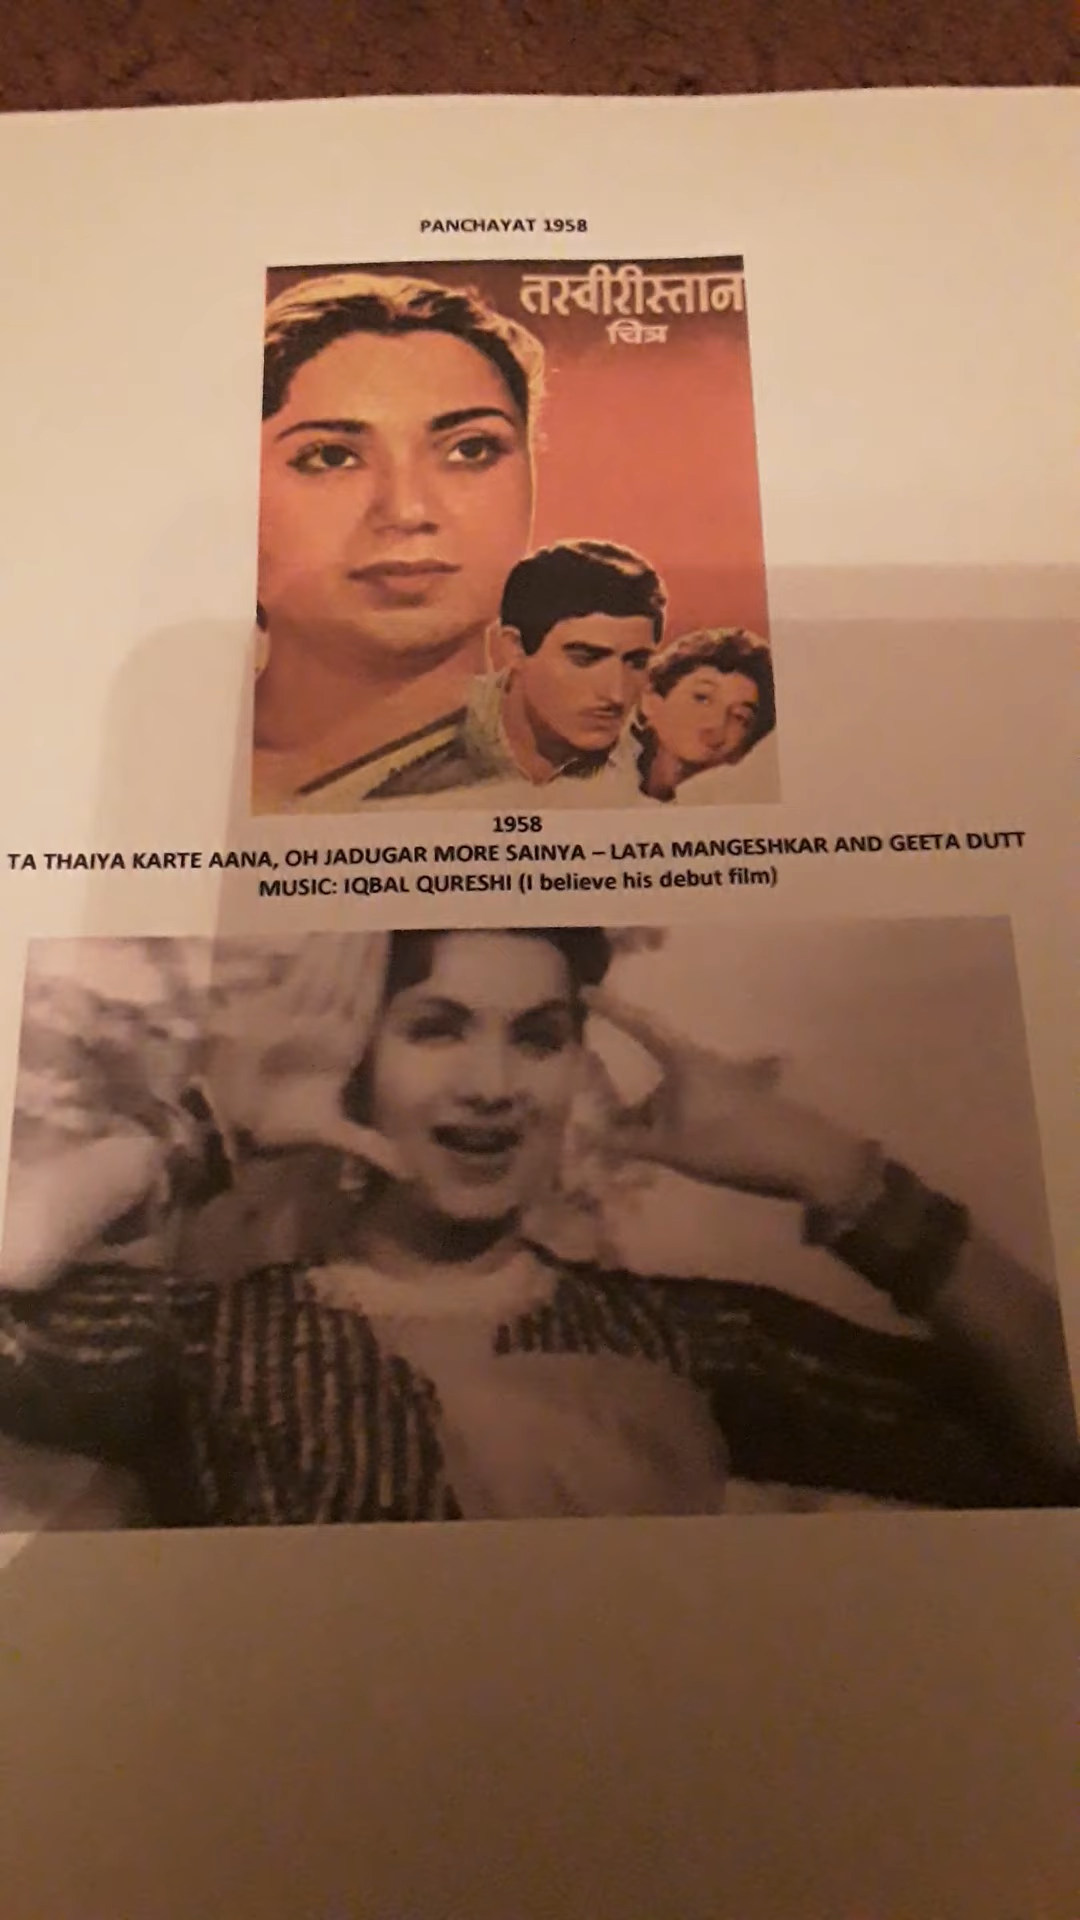 PANCHAYAT 1958
तस्वीरीस्तान
चित्र
1958
TA THAIYA KARTE AANA, OH JADUGAR MORE SAINYA – LATA MANGESHKAR AND GEETA DUTT
MUSIC: IQBAL QURESHI (I believe his debut film)